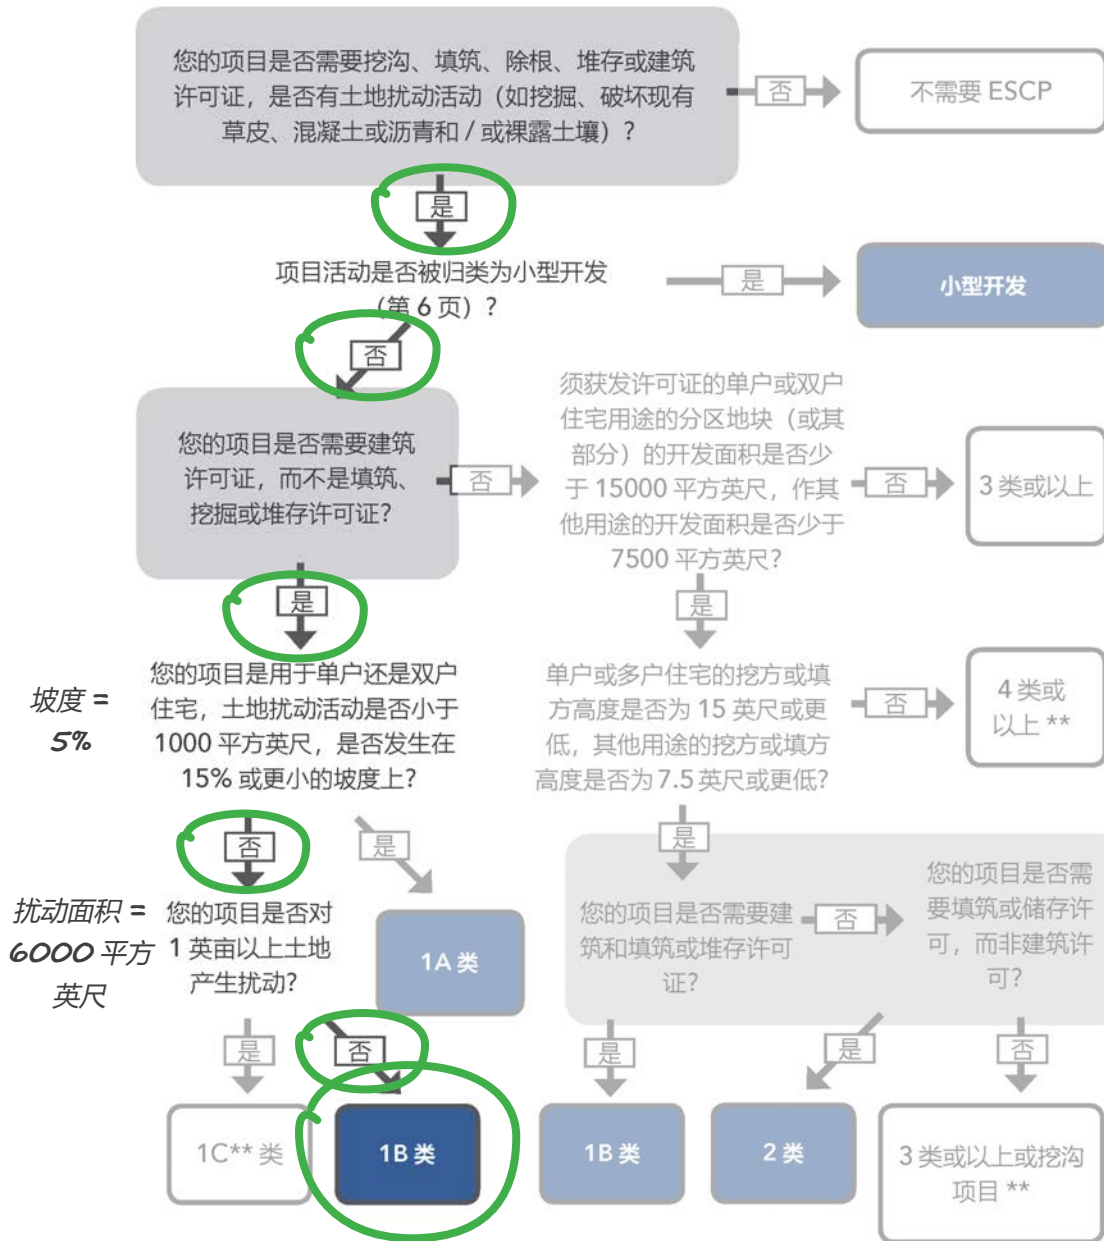 您的项目是否需要挖沟、填筑、除根、堆存或建筑
许可证，是否有土地扰动活动（如挖掘、破坏现有
草皮、混凝土或沥青和 / 或裸露土壤）？
否
不需要 ESCP
是
项目活动是否被归类为小型开发
（第 6 页）？
是
小型开发
否
您的项目是否需要建筑
许可证，而不是填筑、
挖掘或堆存许可证？
否
须获发许可证的单户或双户
住宅用途的分区地块（或其
部分）的开发面积是否少
于 15000 平方英尺，作其
他用途的开发面积是否少于
7500 平方英尺？
否
3 类或以上
是
是
坡度 =
5%
您的项目是用于单户还是双户
住宅，土地扰动活动是否小于
1000 平方英尺，是否发生在
15% 或更小的坡度上？
单户或多户住宅的挖方或填
方高度是否为 15 英尺或更
低，其他用途的挖方或填方
高度是否为 7.5 英尺或更低？
否
4 类或
以上 **
否
是
是
扰动面积 =
6000 平方
英尺
您的项目是否对
1 英亩以上土地
产生扰动？
1A 类
您的项目是否需要建
筑和填筑或堆存许可
证？
否
您的项目是否需
要填筑或储存许
可，而非建筑许
可？
是
否
是
是
否
1C** 类
1B 类
1B 类
2 类
3 类或以上或挖沟
项目 **